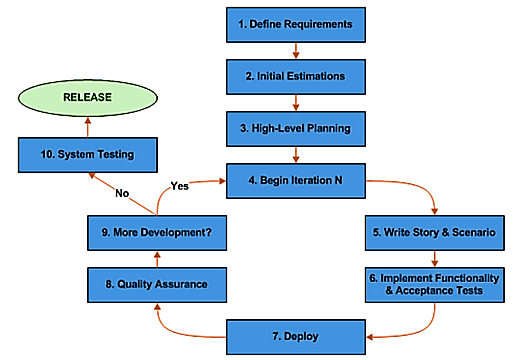 1. Define Requirements
2. Initial Estimations
3. High-Level Planning
4. Begin Iteration N
5. Write Story & Scenario
6. Implement Functionality
& Acceptance Tests
7. Deploy
8. Quality Assurance
9. More Development?
Yes
No
10. System Testing
RELEASE